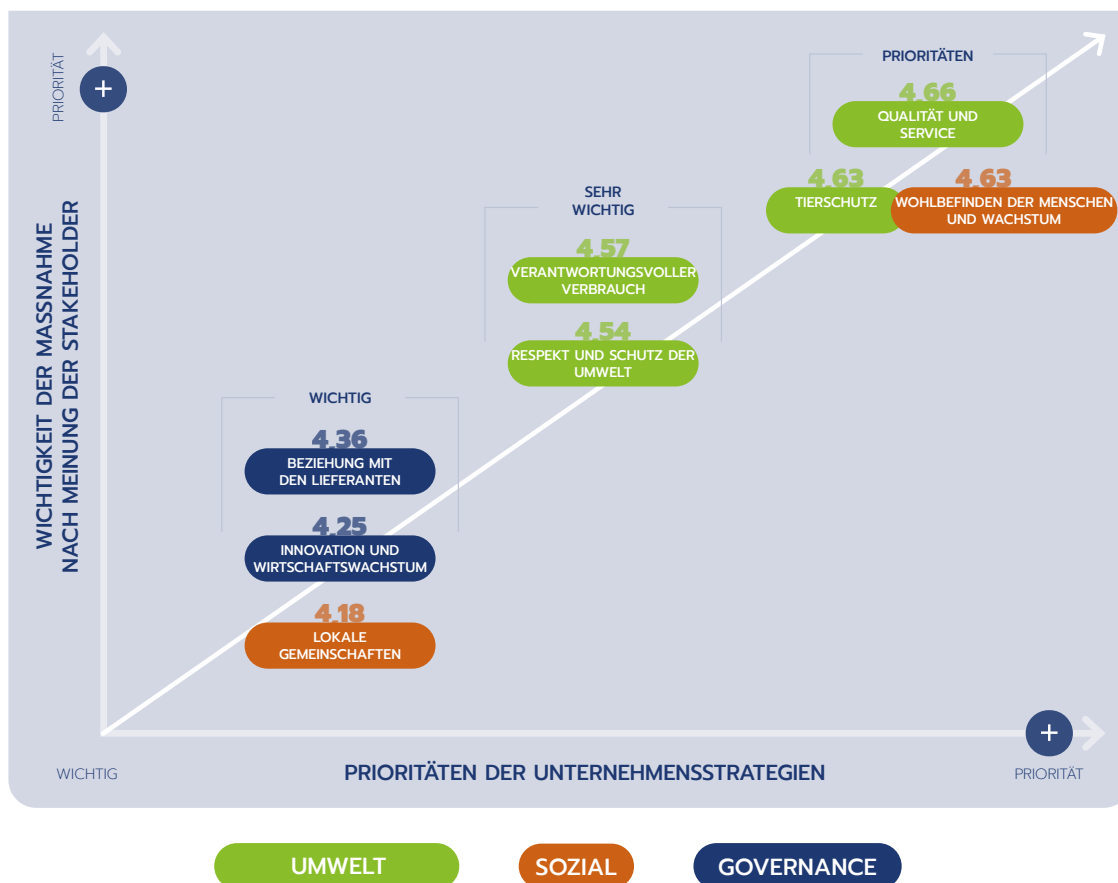 PRIORITÄT
+
WICHTIGKEIT DER MASSNAHME
NACH MEINUNG DER STAKEHOLDER
PRIORITÄTEN
4,66
QUALITÄT UND
SERVICE
4,63
TIERSCHUTZ
4,63
WOHLBEFINDEN DER MENSCHEN
UND WACHSTUM
SEHR
WICHTIG
4,57
VERANTWORTUNGSVOLLER
VERBRAUCH
4,54
RESPEKT UND SCHUTZ DER
UMWELT
WICHTIG
4,36
BEZIEHUNG MIT
DEN LIEFERANTEN
4,25
INNOVATION UND
WIRTSCHAFTSWACHSTUM
4,18
LOKALE
GEMEINSCHAFTEN
+
WICHTIG
PRIORITÄTEN DER UNTERNEHMENSSTRATEGIEN
PRIORITÄT
UMWELT
SOZIAL
GOVERNANCE